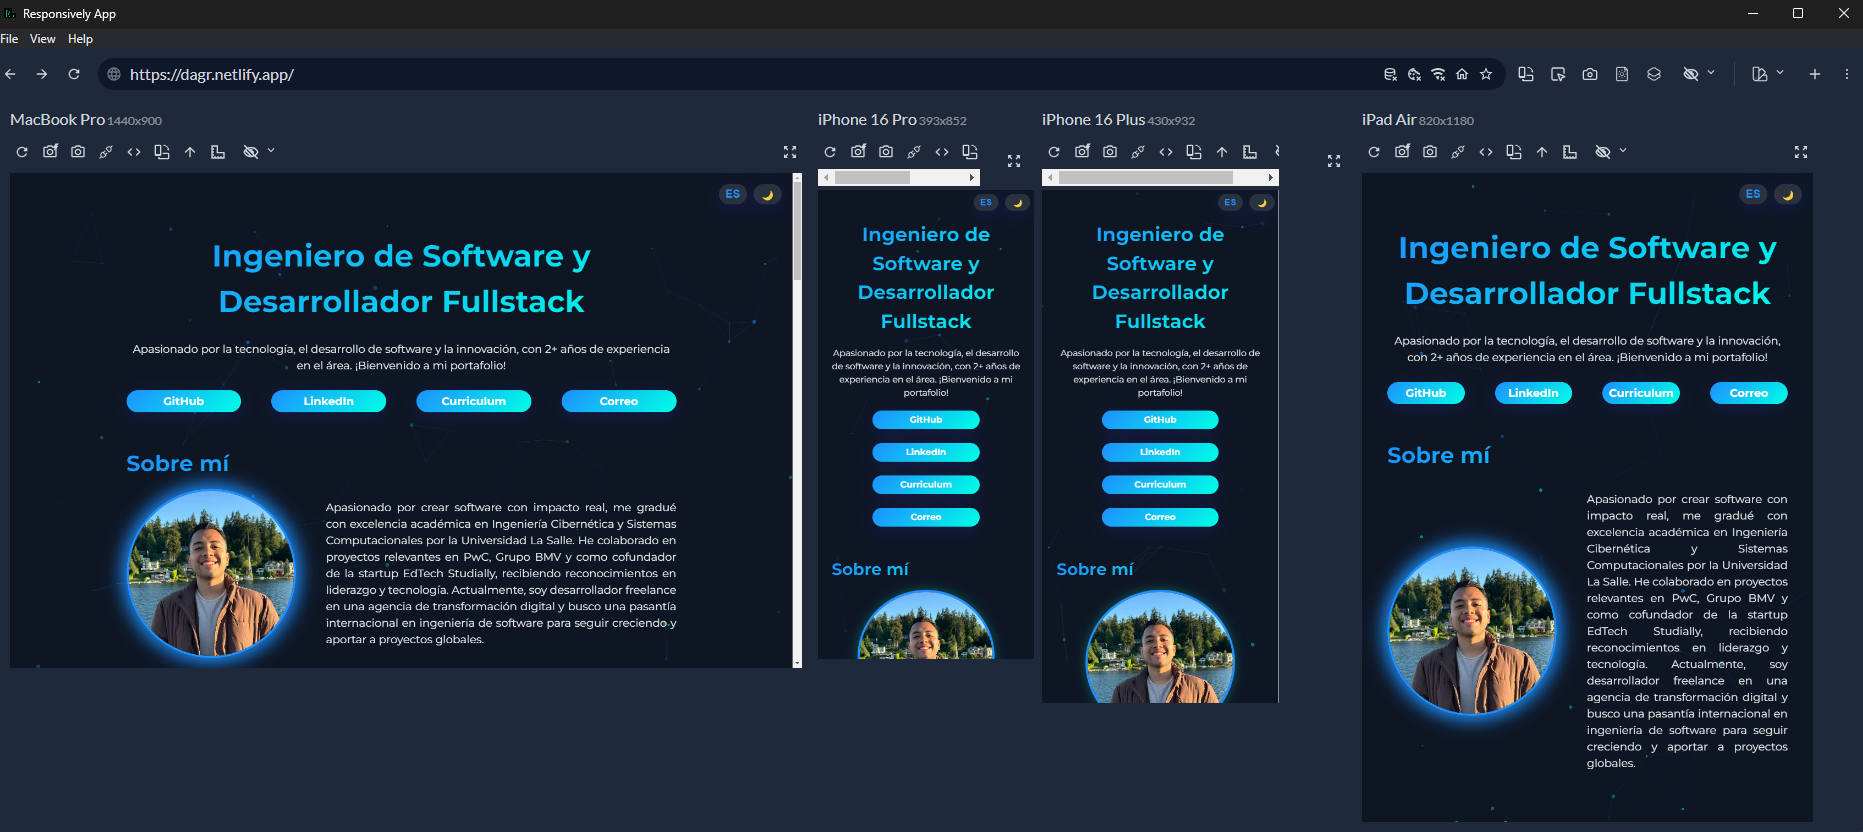 Responsively App
File View Help
https://dagr.netlify.app/
MacBook Pro 1440x900
ES
Ingeniero de Software y
Desarrollador Fullstack
Apasionado por la tecnología, el desarrollo de software y la innovación, con 2+ años de experiencia
en el área. ¡Bienvenido a mi portafolio!
GitHub LinkedIn Curriculum Correo
Sobre mí
Apasionado por crear software con impacto real, me gradué
con excelencia académica en Ingeniería Cibernética y Sistemas
Computacionales por la Universidad La Salle. He colaborado en
proyectos relevantes en PwC, Grupo BMV y como cofundador
de la startup EdTech Studially, recibiendo reconocimientos en
liderazgo y tecnología. Actualmente, soy desarrollador freelance
en una agencia de transformación digital y busco una pasantía
internacional en ingeniería de software para seguir creciendo y
aportar a proyectos globales.
iPhone 16 Pro 393x852
ES
Ingeniero de
Software y
Desarrollador
Fullstack
Apasionado por la tecnología, el desarrollo
de software y la innovación, con 2+ años de
experiencia en el área. ¡Bienvenido a mi
portafolio!
GitHub
LinkedIn
Curriculum
Correo
Sobre mí
iPhone 16 Plus 430x932
ES
Ingeniero de
Software y
Desarrollador
Fullstack
Apasionado por la tecnología, el desarrollo de
software y la innovación, con 2+ años de
experiencia en el área. ¡Bienvenido a mi
portafolio!
GitHub
LinkedIn
Curriculum
Correo
Sobre mí
iPad Air 820x1180
ES
Ingeniero de Software y
Desarrollador Fullstack
Apasionado por la tecnología, el desarrollo de software y la innovación,
con 2+ años de experiencia en el área. ¡Bienvenido a mi portafolio!
GitHub LinkedIn Curriculum Correo
Sobre mí
Apasionado por crear software con
impacto real, me gradué con
excelencia académica en Ingeniería
Cibernética y Sistemas
Computacionales por la Universidad
La Salle. He colaborado en proyectos
relevantes en PwC, Grupo BMV y
como cofundador de la startup
EdTech Studially, recibiendo
reconocimientos en liderazgo y
tecnología. Actualmente, soy
desarrollador freelance en una
agencia de transformación digital y
busco una pasantía internacional en
ingeniería de software para seguir
creciendo y aportar a proyectos
globales.